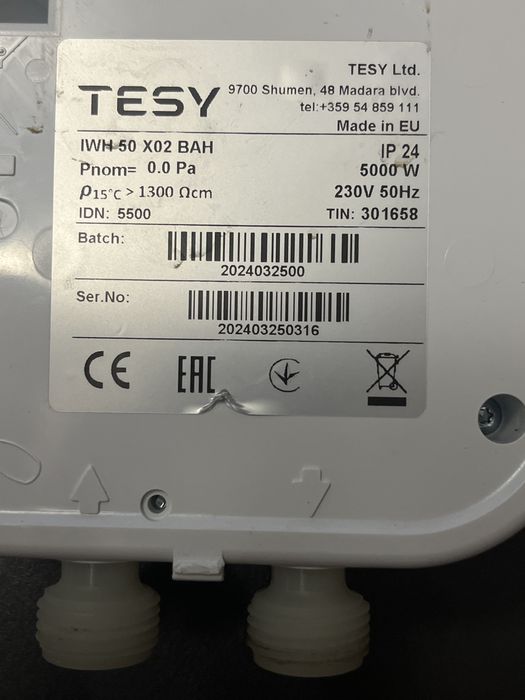 TESY Ltd.
TESY
9700 Shumen, 48 Madara blvd.
tel:+359 54 859 111
Made in EU
IWH 50 X02 BAH
IP 24
Pnom= 0.0 Pa
5000 W
ρ15°C > 1300 Ωcm
230V 50Hz
IDN: 5500
TIN: 301658
Batch:
2024032500
Ser.No:
202403250316
CE
EAC